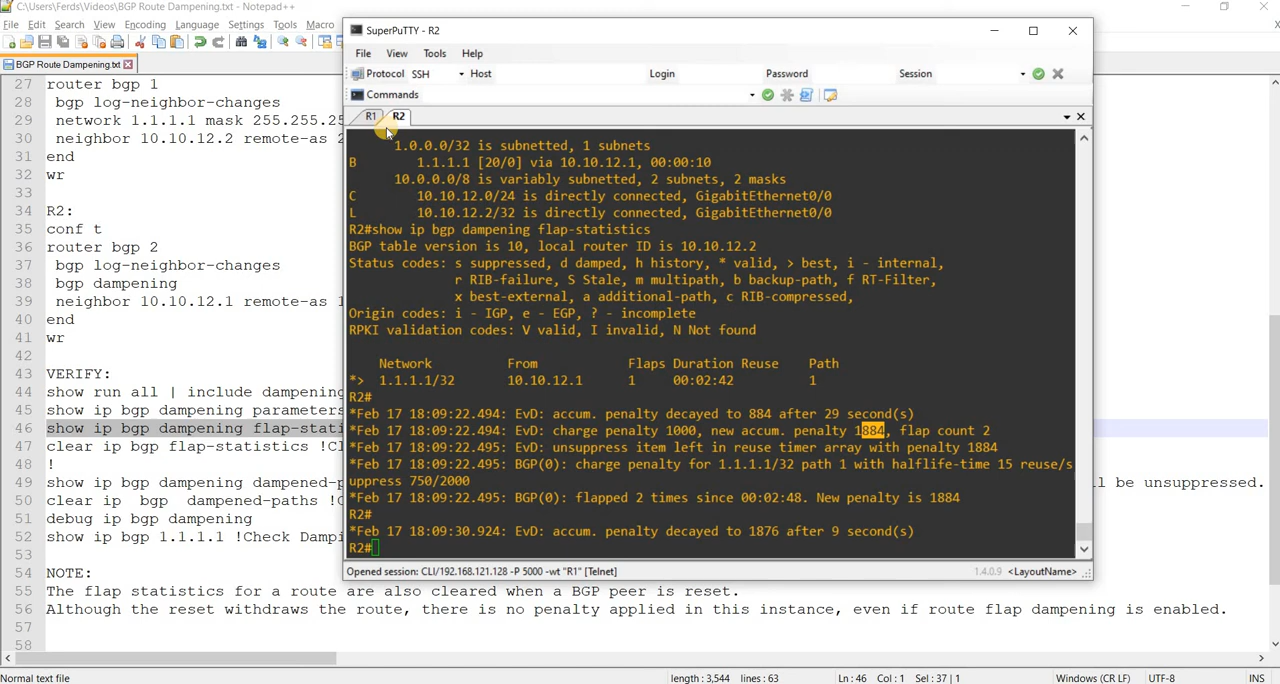 C:\Users\Ferds\Videos\BGP Route Dampening.txt - Notepad++
File Edit Search View Encoding Language Settings Tools Macro
BGP Route Dampening.txt
27 router bgp 1
28 bgp log-neighbor-changes
29 network 1.1.1.1 mask 255.255.25
30 neighbor 10.10.12.2 remote-as 2
31 end
32 wr
33
34 R2:
35 conf t
36 router bgp 2
37 bgp log-neighbor-changes
38 bgp dampening
39 neighbor 10.10.12.1 remote-as 1
40 end
41 wr
42
43 VERIFY:
44 show run all | include dampening
45 show ip bgp dampening parameters
46 show ip bgp dampening flap-stati
47 clear ip bgp flap-statistics !Cl
48 !
49 show ip bgp dampening dampened-p ll be unsuppressed.
50 clear ip bgp dampened-paths !C
51 debug ip bgp dampening
52 show ip bgp 1.1.1.1 !Check Dampi
53
54 NOTE:
55 The flap statistics for a route are also cleared when a BGP peer is reset.
56 Although the reset withdraws the route, there is no penalty applied in this instance, even if route flap dampening is enabled.
57
58
SuperPuTTY - R2
File View Tools Help
Protocol SSH Host Login Password Session
Commands
R1 R2
1.0.0.0/32 is subnetted, 1 subnets
B 1.1.1.1 [20/0] via 10.10.12.1, 00:00:10
10.0.0.0/8 is variably subnetted, 2 subnets, 2 masks
C 10.10.12.0/24 is directly connected, GigabitEthernet0/0
L 10.10.12.2/32 is directly connected, GigabitEthernet0/0
R2#show ip bgp dampening flap-statistics
BGP table version is 10, local router ID is 10.10.12.2
Status codes: s suppressed, d damped, h history, * valid, > best, i - internal,
r RIB-failure, S Stale, m multipath, b backup-path, f RT-Filter,
x best-external, a additional-path, c RIB-compressed,
Origin codes: i - IGP, e - EGP, ? - incomplete
RPKI validation codes: V valid, I invalid, N Not found
Network From Flaps Duration Reuse Path
*> 1.1.1.1/32 10.10.12.1 1 00:02:42 1
R2#
*Feb 17 18:09:22.494: EvD: accum. penalty decayed to 884 after 29 second(s)
*Feb 17 18:09:22.494: EvD: charge penalty 1000, new accum. penalty 1884, flap count 2
*Feb 17 18:09:22.495: EvD: unsuppress item left in reuse timer array with penalty 1884
*Feb 17 18:09:22.495: BGP(0): charge penalty for 1.1.1.1/32 path 1 with halflife-time 15 reuse/s
uppress 750/2000
*Feb 17 18:09:22.495: BGP(0): flapped 2 times since 00:02:48. New penalty is 1884
R2#
*Feb 17 18:09:30.924: EvD: accum. penalty decayed to 1876 after 9 second(s)
R2#
Opened session: CLI/192.168.121.128 -P 5000 -wt "R1" [Telnet] 1.4.0.9 <LayoutName>
Normal text file length : 3,544 lines : 63 Ln : 46 Col : 1 Sel : 37 | 1 Windows (CR LF) UTF-8 INS